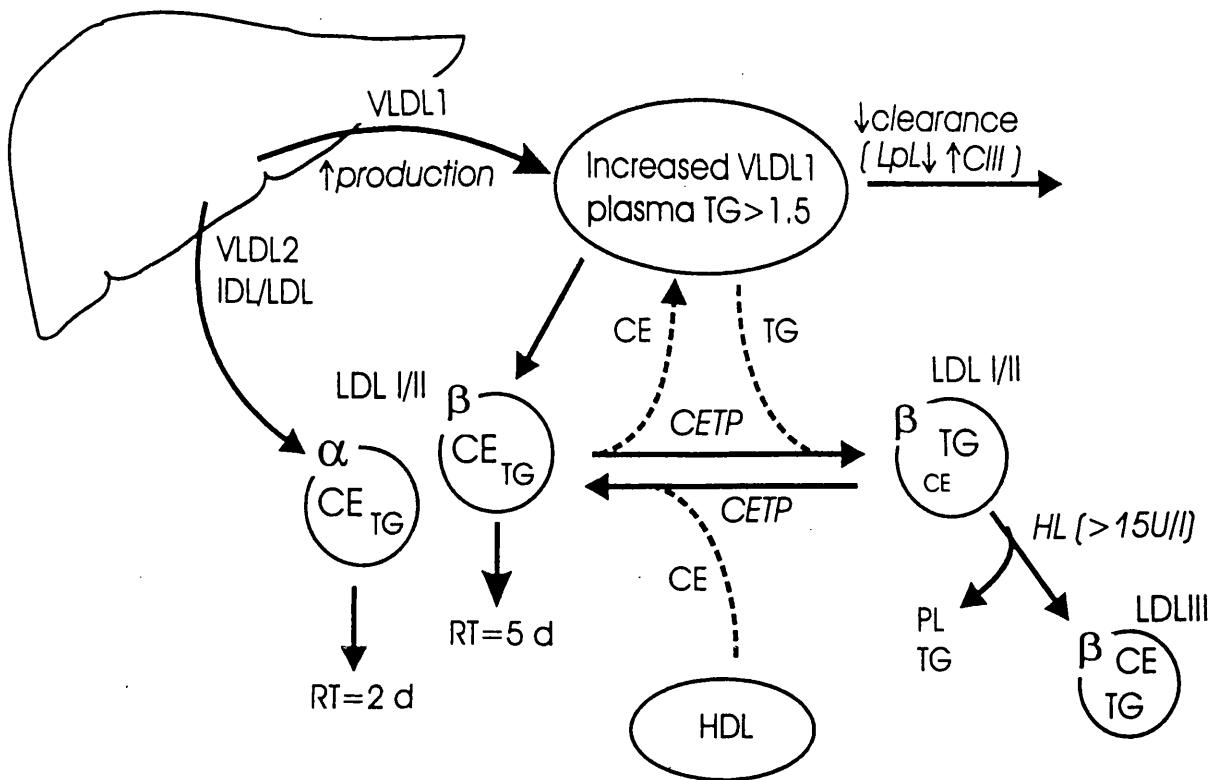 VLDL1
↑production
Increased VLDL1
plasma TG>1.5
↓clearance
(LpL↓ ↑CIII)
VLDL2
IDL/LDL
CE
TG
LDL I/II
β
CE TG
α
CE TG
CETP
CETP
LDL I/II
β
TG
CE
HL (>15U/l)
CE
RT=5 d
RT=2 d
HDL
PL
TG
LDLIII
β CE
TG